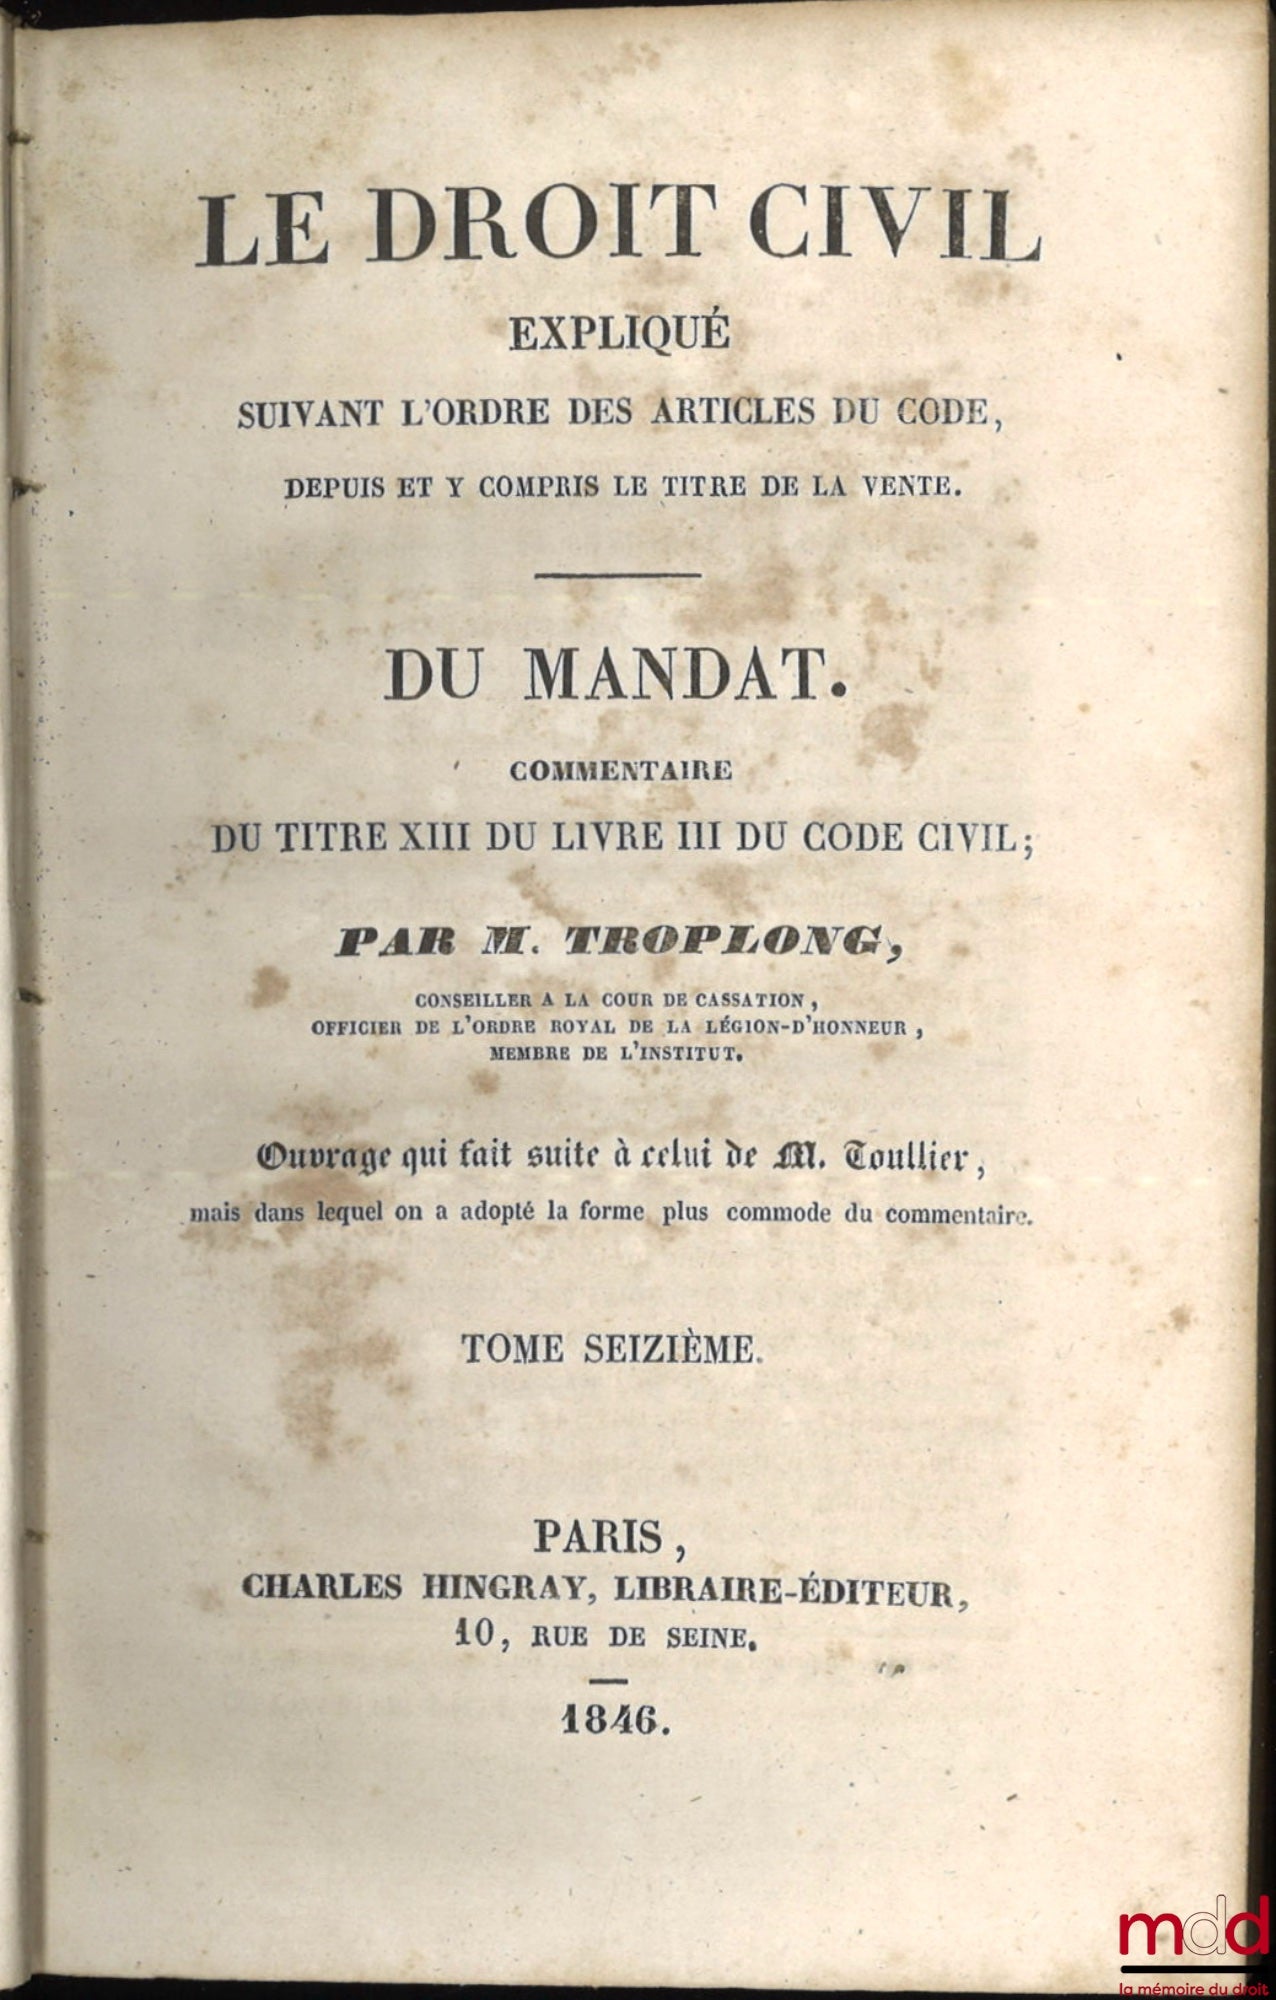 LE DROIT CIVIL
EXPLIQUÉ
SUIVANT L'ORDRE DES ARTICLES DU CODE,
DEPUIS ET Y COMPRIS LE TITRE DE LA VENTE.
DU MANDAT.
COMMENTAIRE
DU TITRE XIII DU LIVRE III DU CODE CIVIL;
PAR M. TROPLONG,
CONSEILLER A LA COUR DE CASSATION,
OFFICIER DE L'ORDRE ROYAL DE LA LÉGION-D'HONNEUR,
MEMBRE DE L'INSTITUT.
Ouvrage qui fait suite à celui de M. Toullier,
mais dans lequel on a adopté la forme plus commode du commentaire.
TOME SEIZIÈME.
PARIS,
CHARLES HINGRAY, LIBRAIRE-ÉDITEUR,
10, RUE DE SEINE.
1846.
mdd
la mémoire du droit